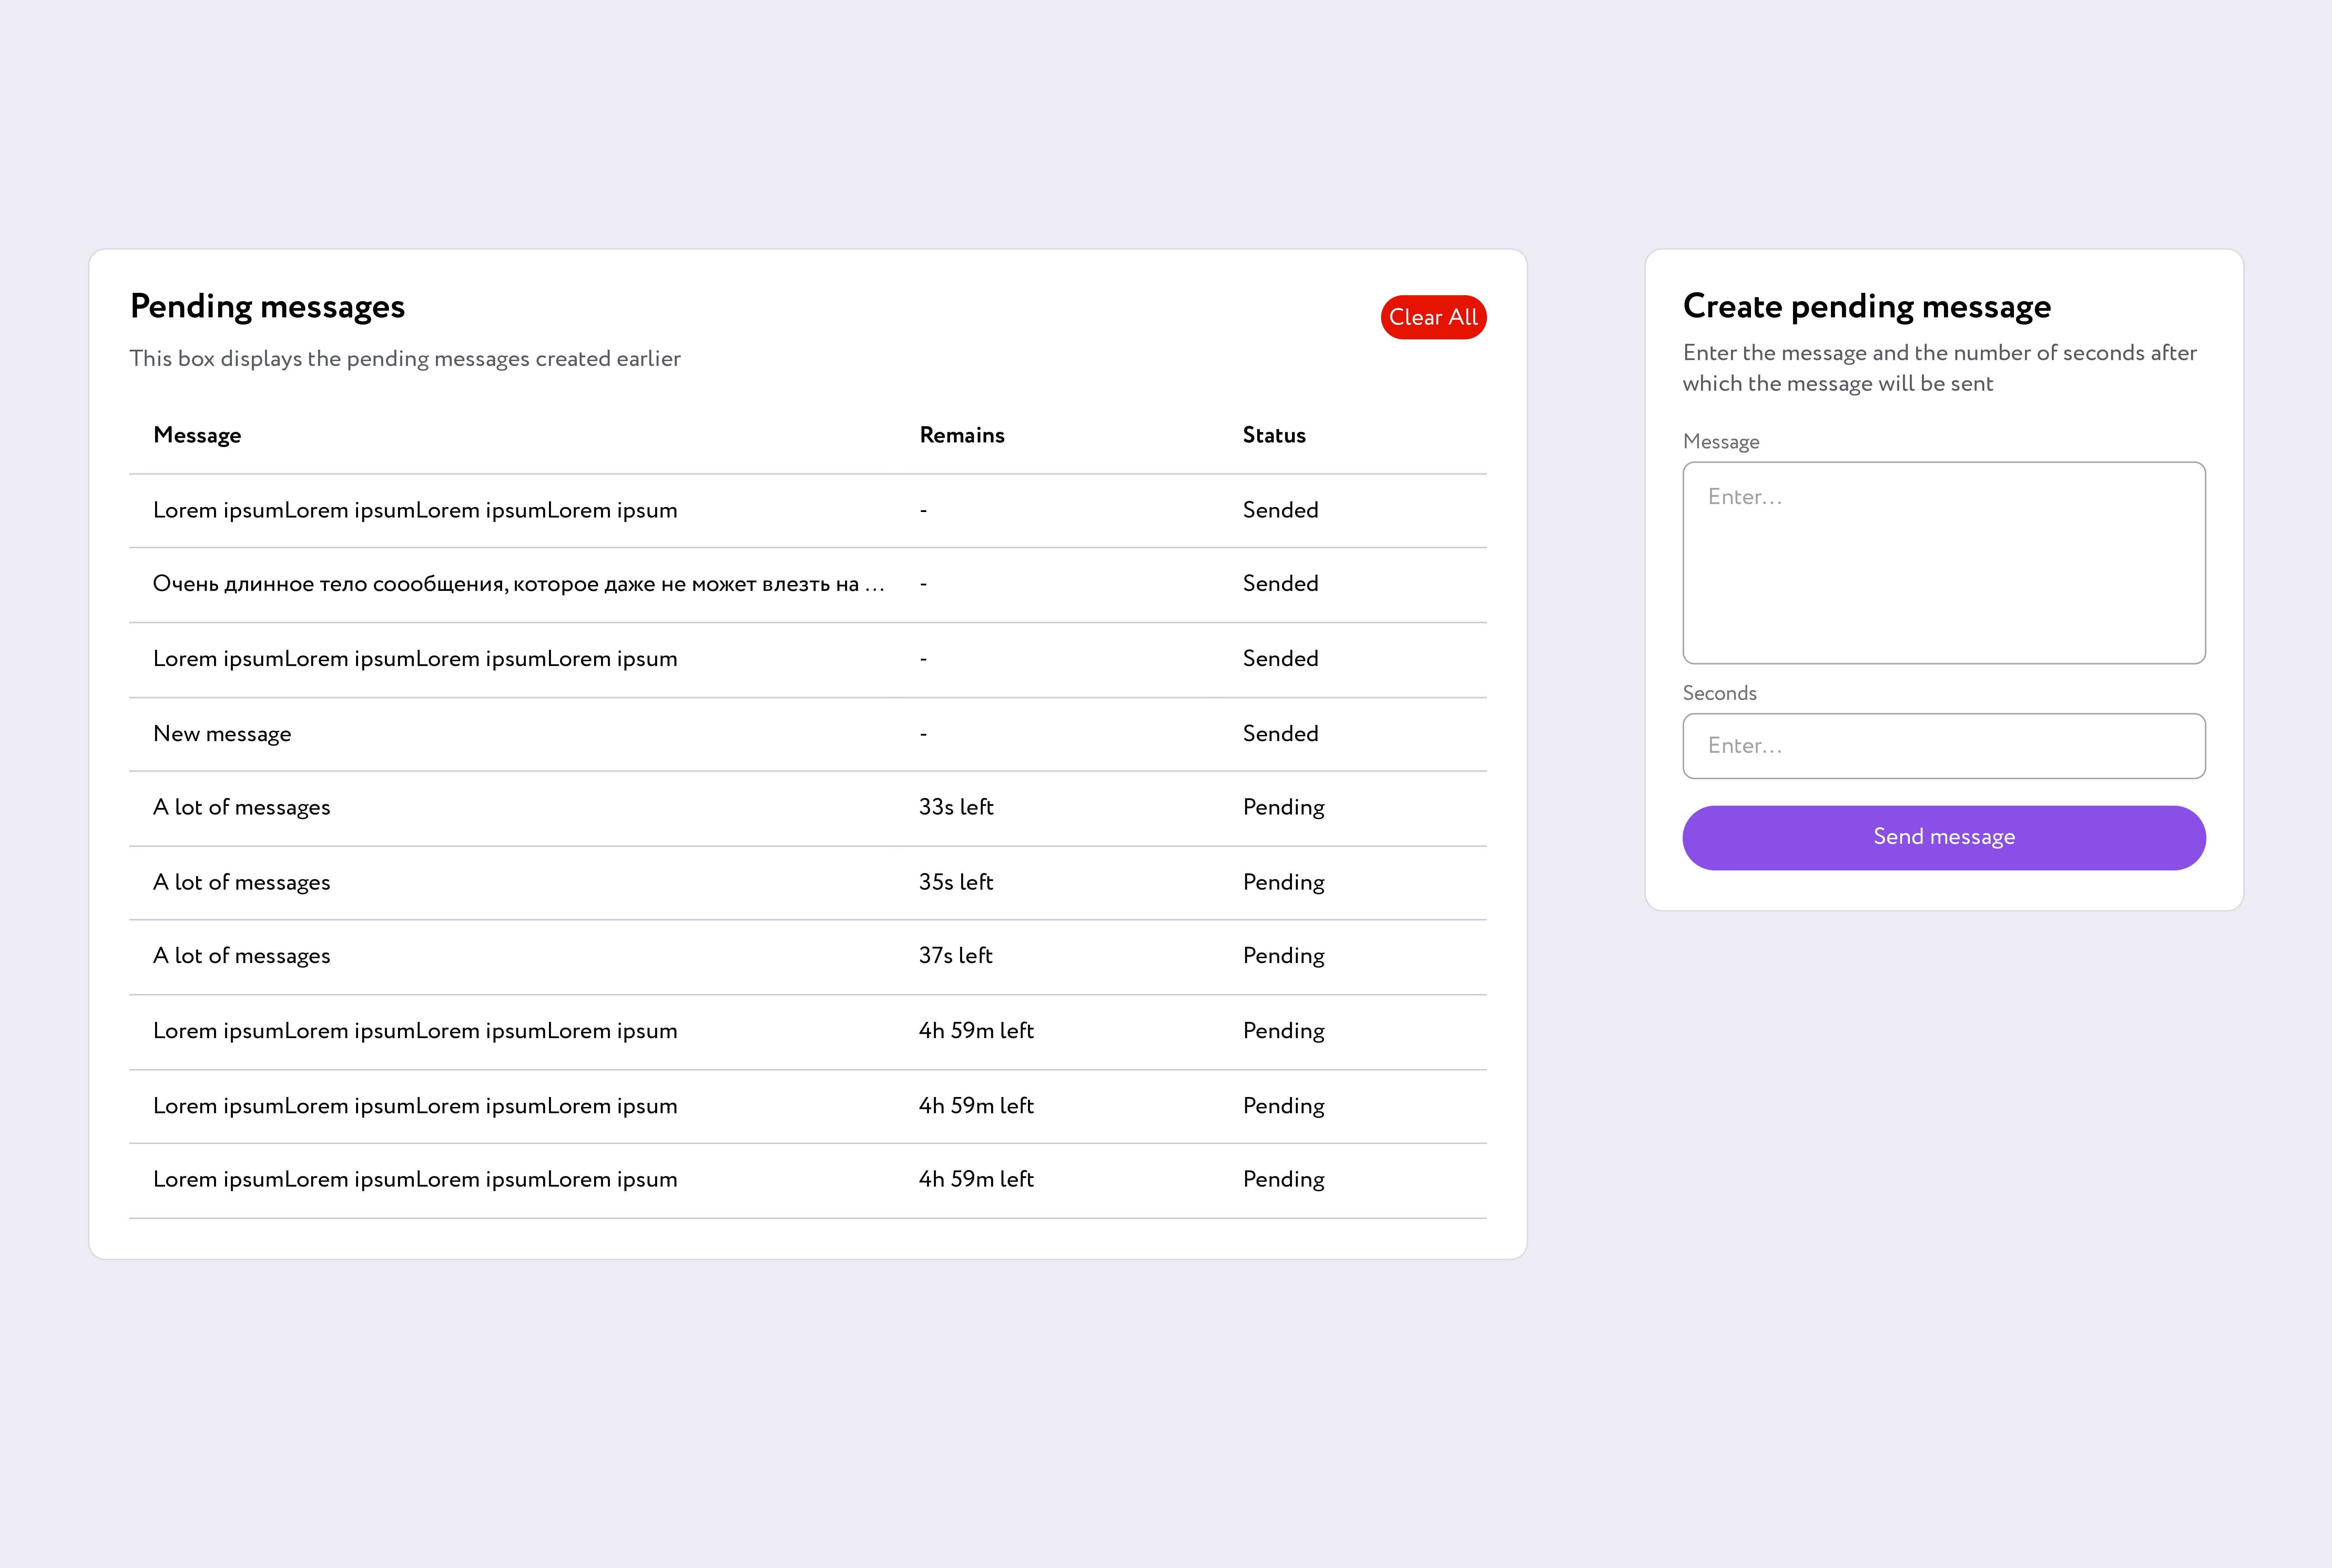 Pending messages
Clear All
This box displays the pending messages created earlier
Message Remains Status
Lorem ipsumLorem ipsumLorem ipsumLorem ipsum - Sended
Очень длинное тело соообщения, которое даже не может влезть на ... - Sended
Lorem ipsumLorem ipsumLorem ipsumLorem ipsum - Sended
New message - Sended
A lot of messages 33s left Pending
A lot of messages 35s left Pending
A lot of messages 37s left Pending
Lorem ipsumLorem ipsumLorem ipsumLorem ipsum 4h 59m left Pending
Lorem ipsumLorem ipsumLorem ipsumLorem ipsum 4h 59m left Pending
Lorem ipsumLorem ipsumLorem ipsumLorem ipsum 4h 59m left Pending
Create pending message
Enter the message and the number of seconds after
which the message will be sent
Message
Enter...
Seconds
Enter...
Send message